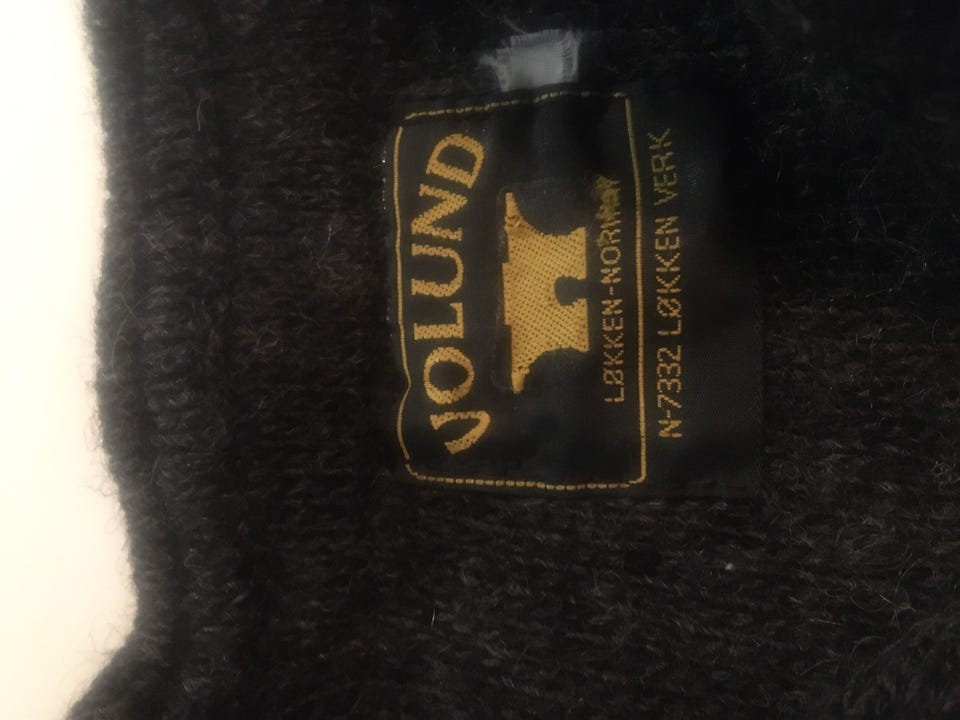 VOLUND
LØKKEN-NORWAY
N-7332 LØKKEN VERK